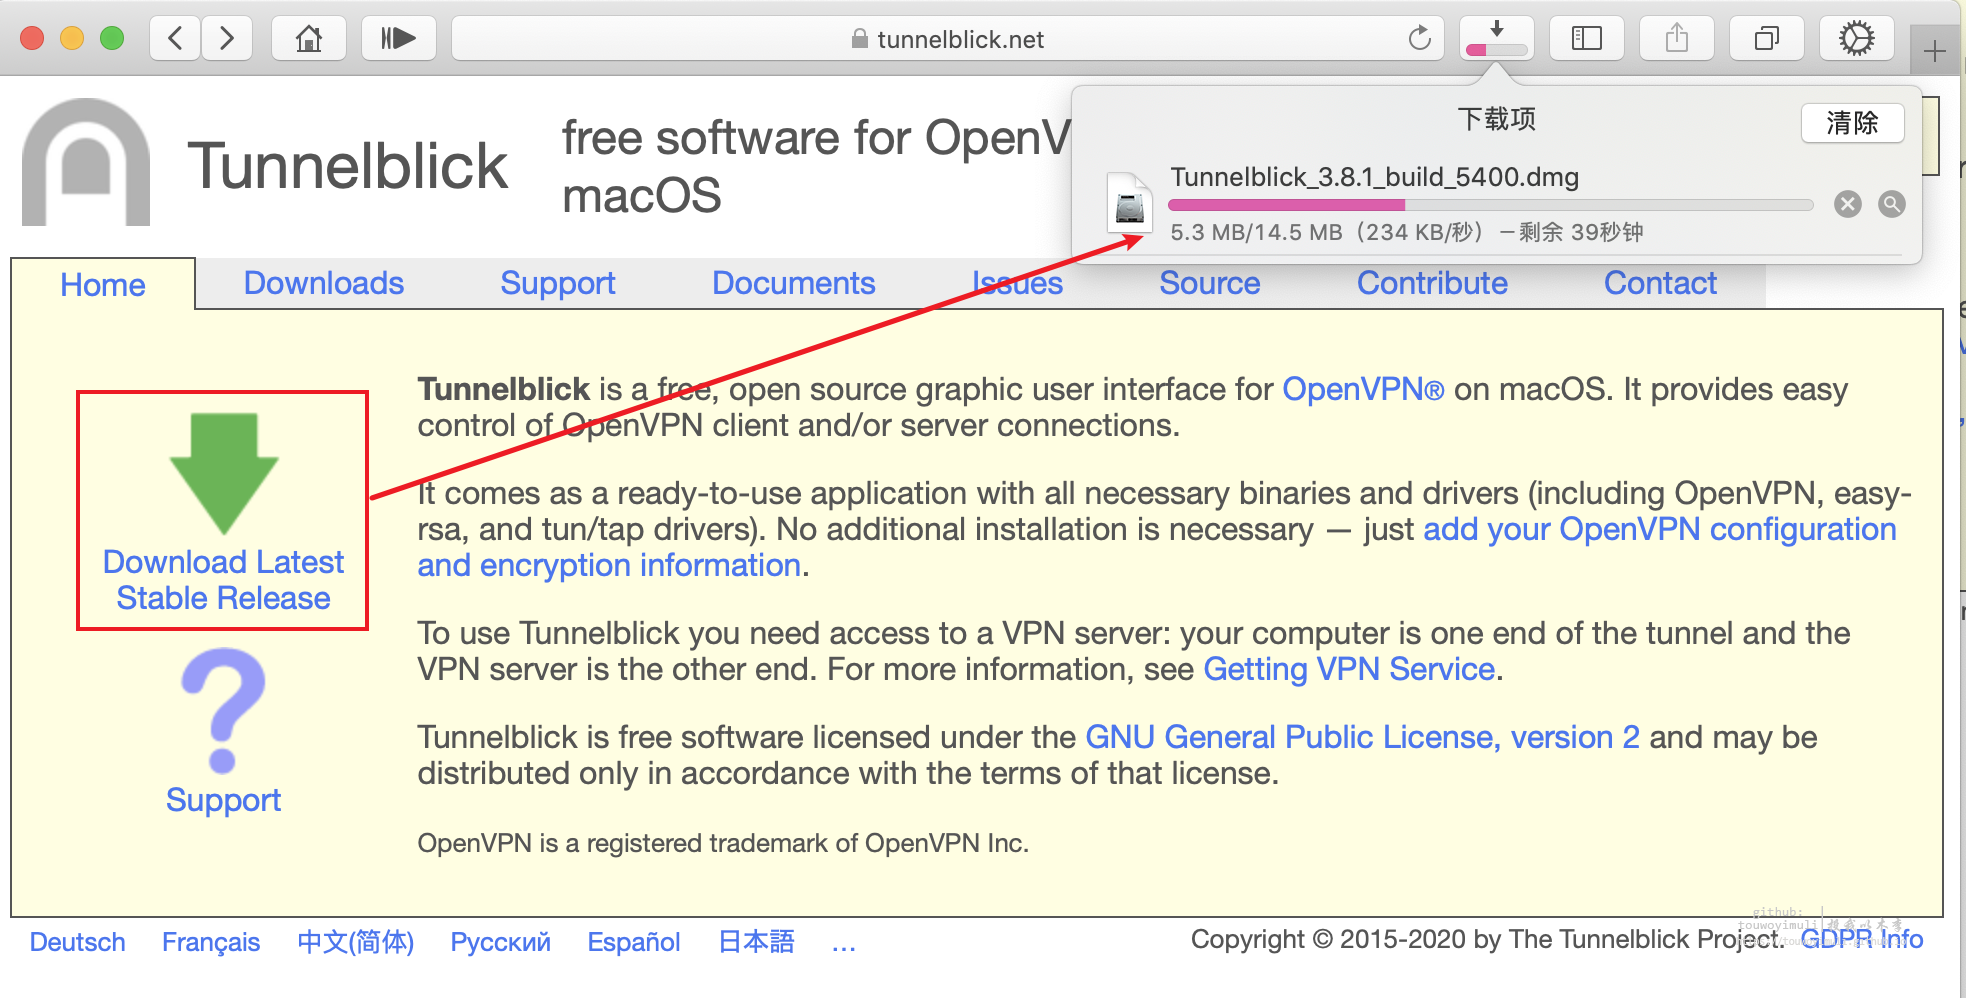 tunnelblick.net
下载项
清除
Tunnelblick
free software for OpenV
macOS
Tunnelblick_3.8.1_build_5400.dmg
5.3 MB/14.5 MB（234 KB/秒）－剩余 39秒钟
Home
Downloads
Support
Documents
Issues
Source
Contribute
Contact
Download Latest
Stable Release
Support
Tunnelblick is a free, open source graphic user interface for OpenVPN® on macOS. It provides easy
control of OpenVPN client and/or server connections.
It comes as a ready-to-use application with all necessary binaries and drivers (including OpenVPN, easy-
rsa, and tun/tap drivers). No additional installation is necessary — just add your OpenVPN configuration
and encryption information.
To use Tunnelblick you need access to a VPN server: your computer is one end of the tunnel and the
VPN server is the other end. For more information, see Getting VPN Service.
Tunnelblick is free software licensed under the GNU General Public License, version 2 and may be
distributed only in accordance with the terms of that license.
OpenVPN is a registered trademark of OpenVPN Inc.
Deutsch
Français
中文(简体)
Русский
Español
日本語
...
github:
touwoyimuli
Copyright © 2015-2020 by The Tunnelblick Project.
GDPR Info